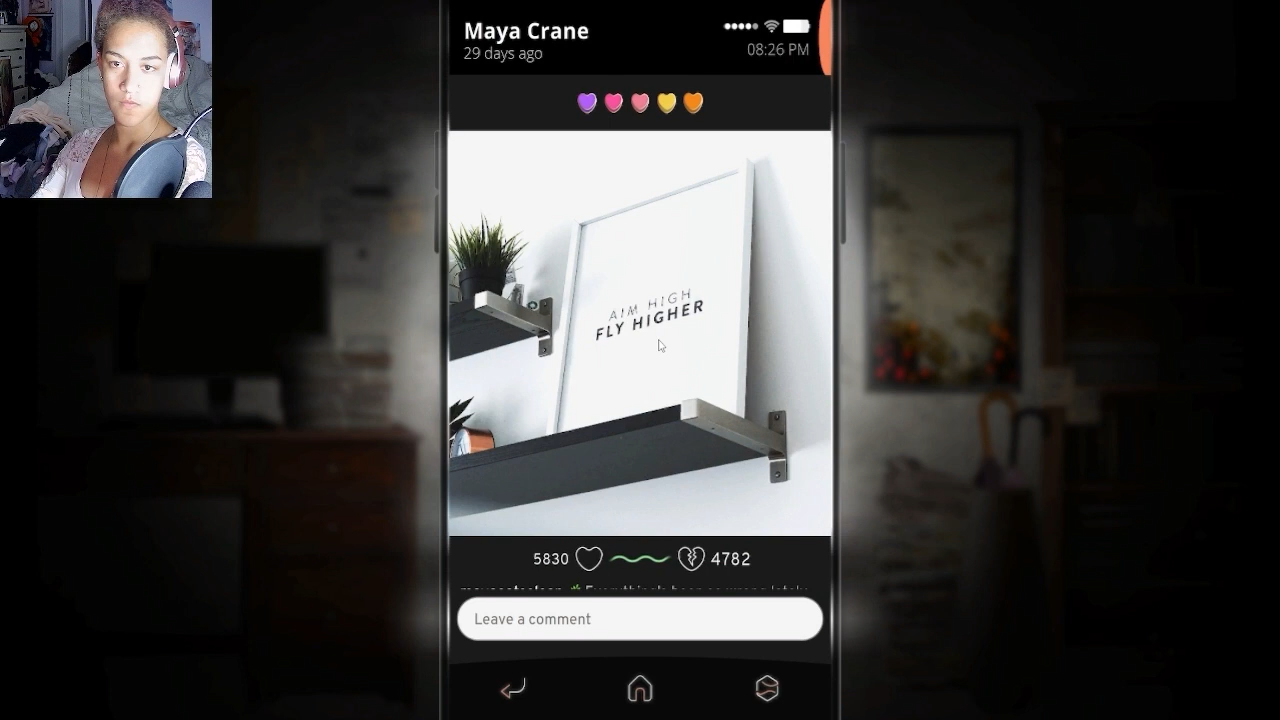 Maya Crane
29 days ago
08:26 PM
AIM HIGH
FLY HIGHER
5830
4782
Leave a comment